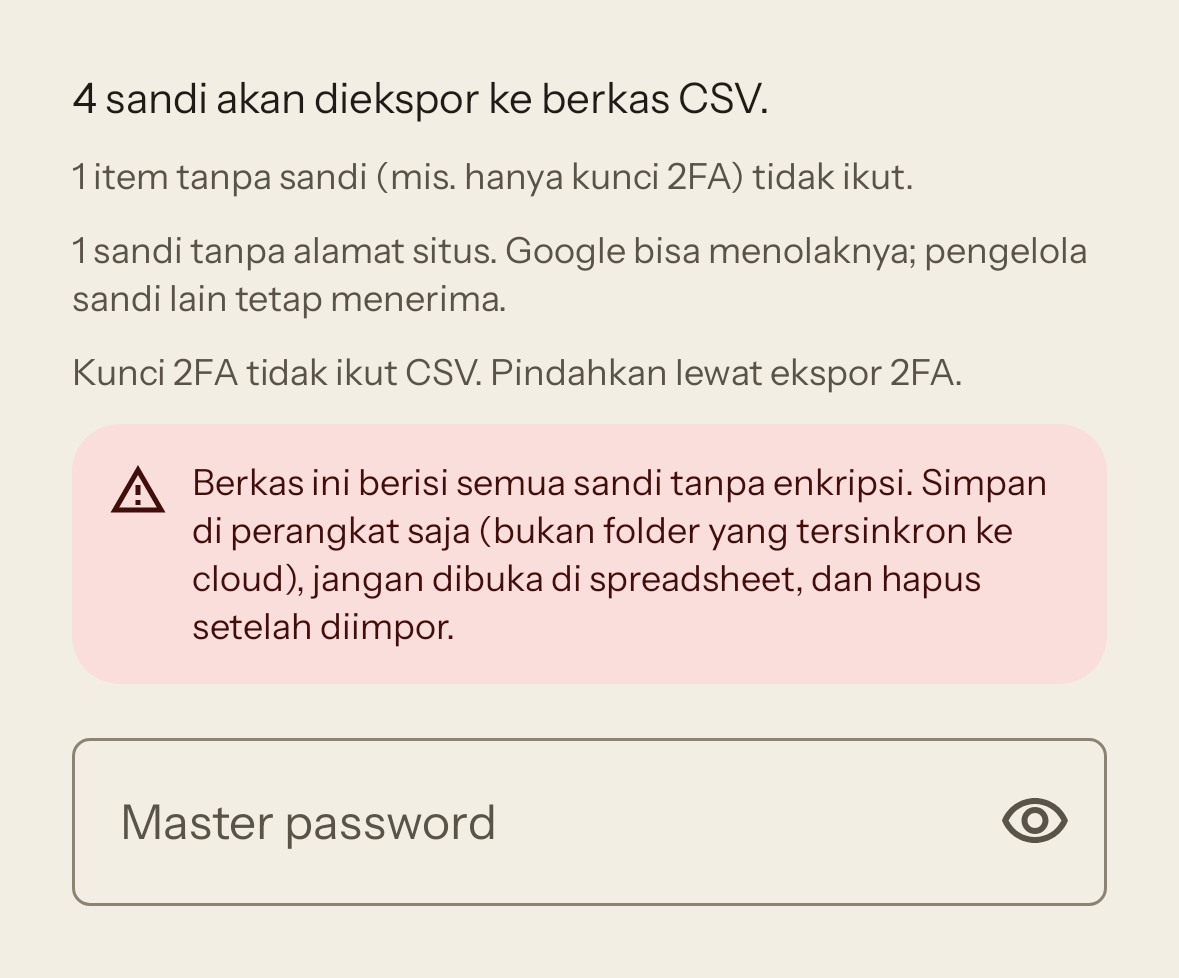 4 sandi akan diekspor ke berkas CSV.
1 item tanpa sandi (mis. hanya kunci 2FA) tidak ikut.
1 sandi tanpa alamat situs. Google bisa menolaknya; pengelola
sandi lain tetap menerima.
Kunci 2FA tidak ikut CSV. Pindahkan lewat ekspor 2FA.
Berkas ini berisi semua sandi tanpa enkripsi. Simpan
di perangkat saja (bukan folder yang tersinkron ke
cloud), jangan dibuka di spreadsheet, dan hapus
setelah diimpor.
Master password